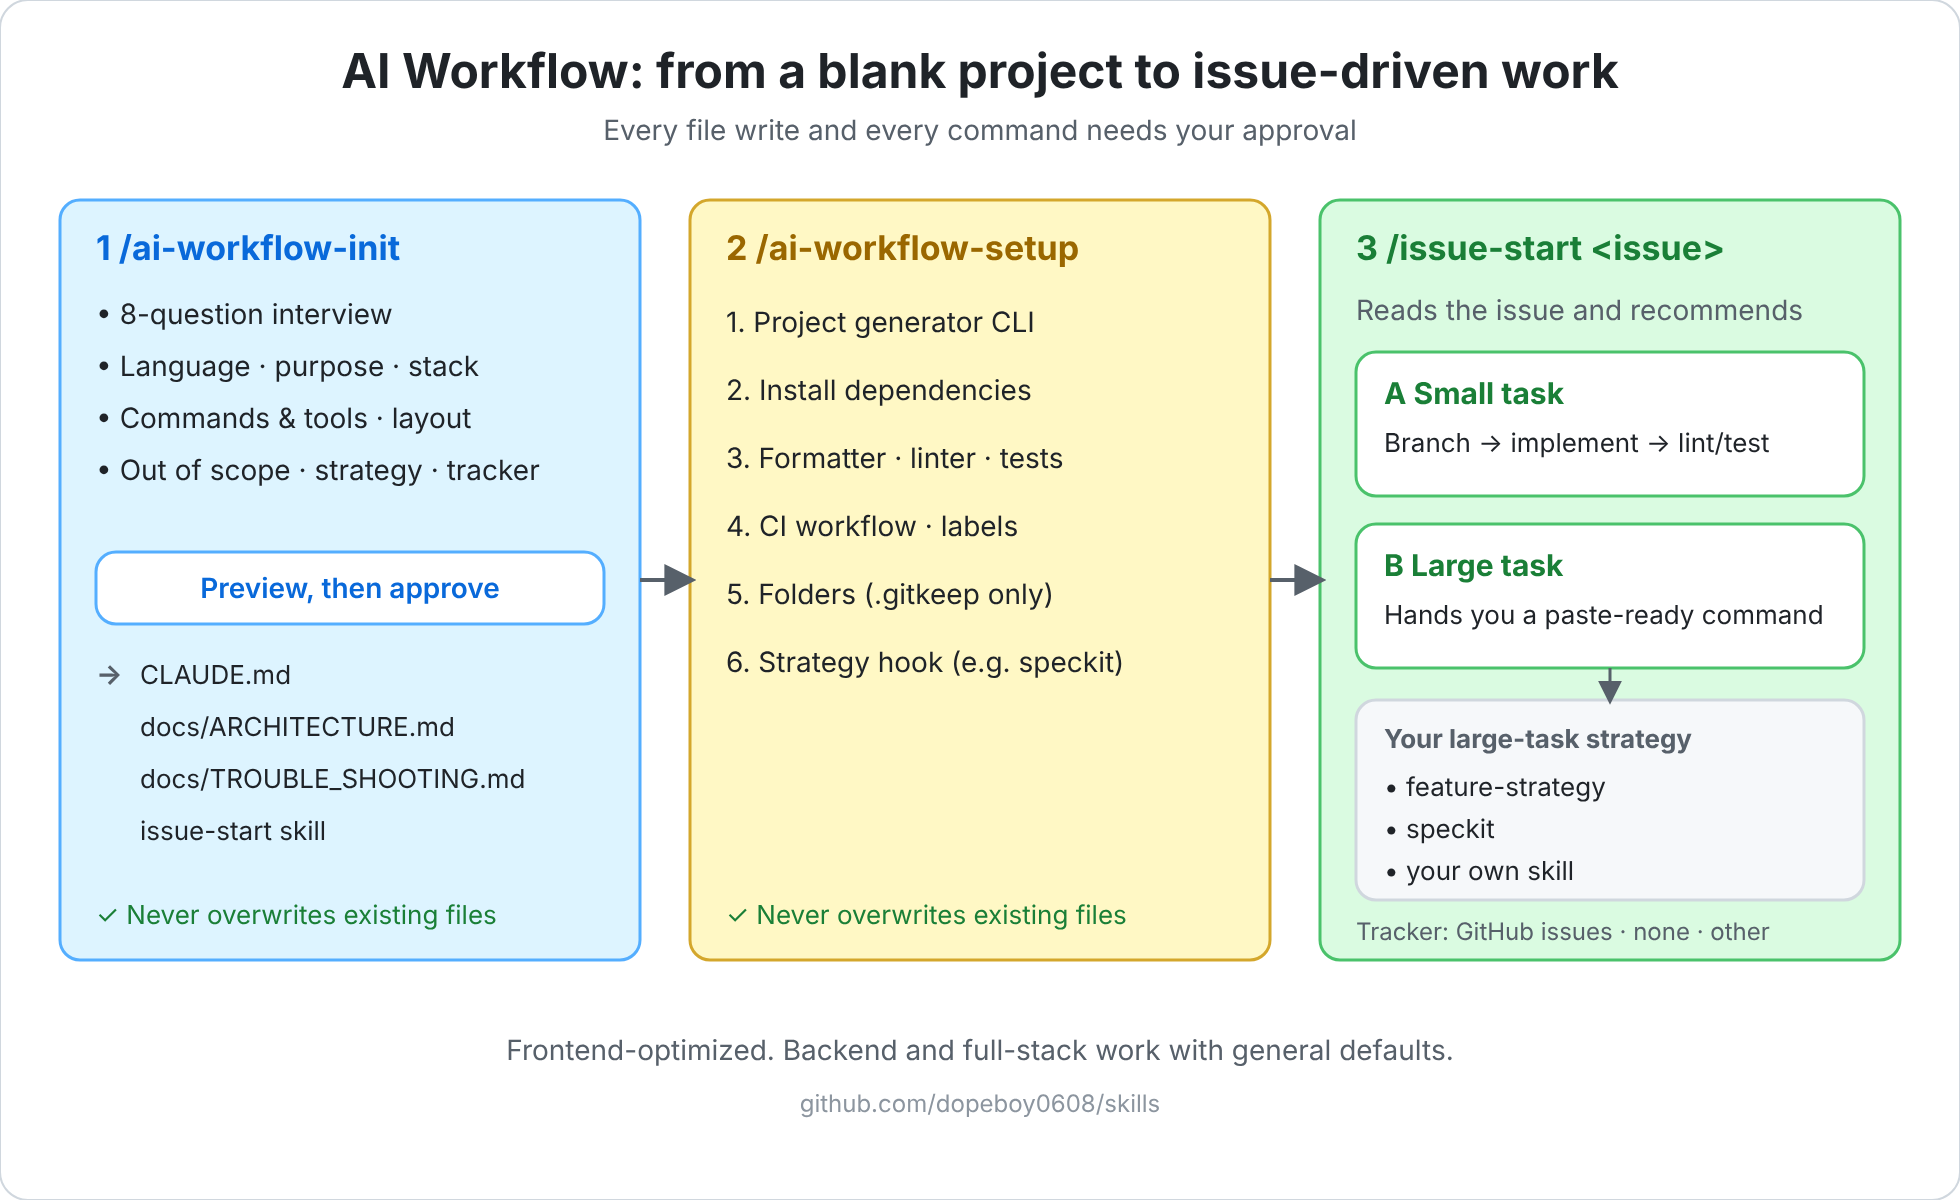 AI Workflow: from a blank project to issue-driven work
Every file write and every command needs your approval
1 /ai-workflow-init
• 8-question interview
• Language · purpose · stack
• Commands & tools · layout
• Out of scope · strategy · tracker
Preview, then approve
→ CLAUDE.md
docs/ARCHITECTURE.md
docs/TROUBLE_SHOOTING.md
issue-start skill
✓ Never overwrites existing files
2 /ai-workflow-setup
1. Project generator CLI
2. Install dependencies
3. Formatter · linter · tests
4. CI workflow · labels
5. Folders (.gitkeep only)
6. Strategy hook (e.g. speckit)
✓ Never overwrites existing files
3 /issue-start <issue>
Reads the issue and recommends
A Small task
Branch → implement → lint/test
B Large task
Hands you a paste-ready command
Your large-task strategy
• feature-strategy
• speckit
• your own skill
Tracker: GitHub issues · none · other
Frontend-optimized. Backend and full-stack work with general defaults.
github.com/dopeboy0608/skills